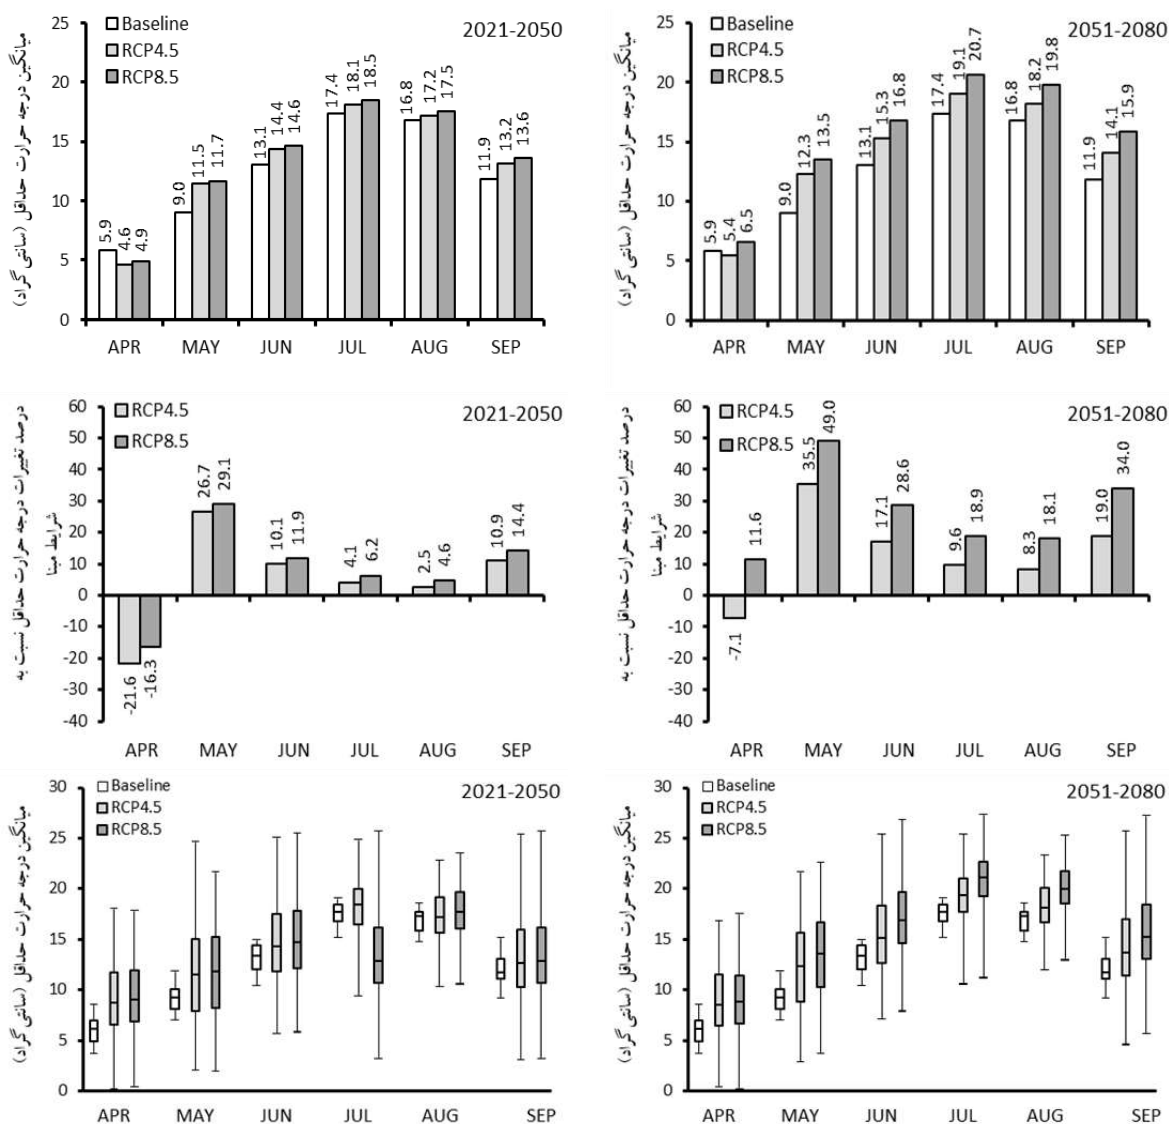 میانگین درجه حرارت حداقل (سانتی گراد)
25
20
15
10
5
0
Baseline
RCP4.5
RCP8.5
2021-2050
5.9 4.6 4.9
9.0 11.5 11.7
13.1 14.4 14.6
17.4 18.1 18.5
16.8 17.2 17.5
11.9 13.2 13.6
APR MAY JUN JUL AUG SEP
میانگین درجه حرارت حداقل (سانتی گراد)
25
20
15
10
5
0
Baseline
RCP4.5
RCP8.5
2051-2080
5.9 5.4 6.5
9.0 12.3 13.5
13.1 15.3 16.8
17.4 19.1 20.7
16.8 18.2 19.8
11.9 14.1 15.9
APR MAY JUN JUL AUG SEP
درصد تغییرات درجه حرارت حداقل نسبت به
شرایط مبنا
60
50
40
30
20
10
0
-10
-20
-30
-40
RCP4.5
RCP8.5
2021-2050
-21.6 -16.3
26.7 29.1
10.1 11.9
4.1 6.2
2.5 4.6
10.9 14.4
APR MAY JUN JUL AUG SEP
درصد تغییرات درجه حرارت حداقل نسبت به
شرایط مبنا
60
50
40
30
20
10
0
-10
-20
-30
-40
RCP4.5
RCP8.5
2051-2080
-7.1 11.6
35.5 49.0
17.1 28.6
9.6 18.9
8.3 18.1
19.0 34.0
APR MAY JUN JUL AUG SEP
میانگین درجه حرارت حداقل (سانتی گراد)
30
25
20
15
10
5
0
Baseline
RCP4.5
RCP8.5
2021-2050
APR MAY JUN JUL AUG SEP
میانگین درجه حرارت حداقل (سانتی گراد)
30
25
20
15
10
5
0
Baseline
RCP4.5
RCP8.5
2051-2080
APR MAY JUN JUL AUG SEP